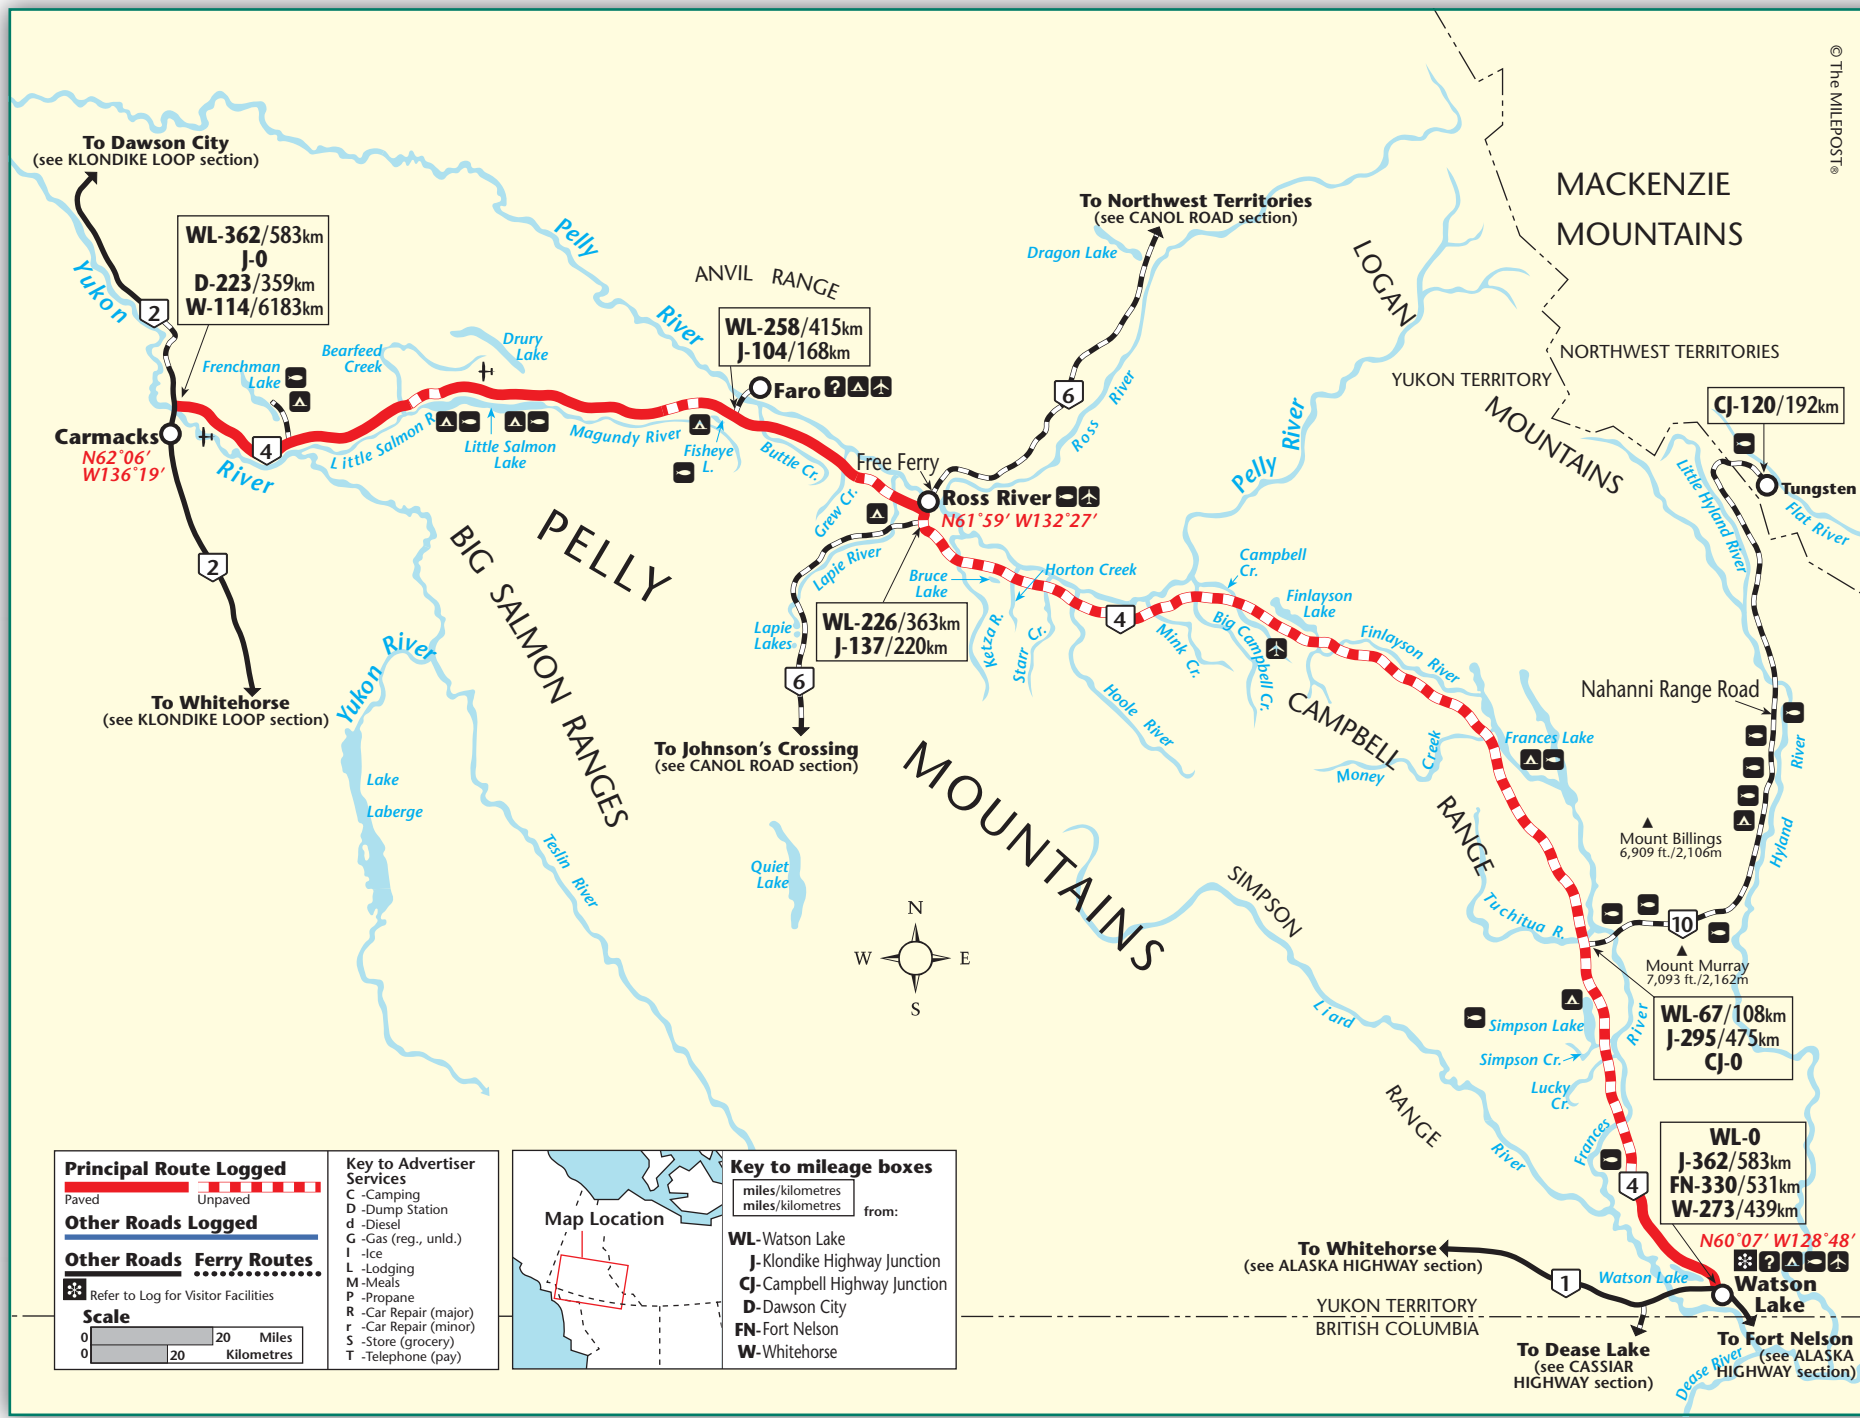 © The MILEPOST®
To Dawson City
(see KLONDIKE LOOP section)
WL-362/583km
J-0
D-223/359km
W-114/6183km
Yukon
River
2
Frenchman
Lake
Bearfeed
Creek
Drury
Lake
Pelly
River
ANVIL RANGE
WL-258/415km
J-104/168km
Faro
?
To Northwest Territories
(see CANOL ROAD section)
Dragon Lake
6
Ross
River
LOGAN
MOUNTAINS
MACKENZIE
MOUNTAINS
NORTHWEST TERRITORIES
YUKON TERRITORY
CJ-120/192km
Tungsten
Flat River
Little Hyland River
Carmacks
N62°06'
W136°19'
4
Little Salmon R.
Little Salmon
Lake
Magundy River
Fisheye
L.
Buttle Cr.
Grew Cr.
Free Ferry
Ross River
N61°59' W132°27'
Pelly
River
Lapie River
Lapie
Lakes
6
To Johnson's Crossing
(see CANOL ROAD section)
WL-226/363km
J-137/220km
Bruce
Lake
Horton Creek
Ketza R.
Starr Cr.
4
Hoole River
Mink Cr.
Campbell
Cr.
Big Campbell Cr.
Finlayson
Lake
Finlayson River
CAMPBELL
RANGE
Money
Creek
Frances Lake
Nahanni Range Road
Hyland
River
Mount Billings
6,909 ft./2,106m
10
Mount Murray
7,093 ft./2,162m
Tuchitua R.
WL-67/108km
J-295/475km
CJ-0
Simpson Lake
Simpson Cr.
Lucky
Cr.
Frances
River
2
To Whitehorse
(see KLONDIKE LOOP section)
PELLY
MOUNTAINS
BIG SALMON RANGES
Yukon River
Lake
Laberge
Teslin River
Quiet
Lake
N
W
E
S
SIMPSON
RANGE
Liard
River
WL-0
J-362/583km
FN-330/531km
W-273/439km
4
N60°07' W128°48'
?
Watson
Lake
Watson Lake
To Whitehorse
(see ALASKA HIGHWAY section)
1
YUKON TERRITORY
BRITISH COLUMBIA
To Dease Lake
(see CASSIAR
HIGHWAY section)
Dease River
To Fort Nelson
(see ALASKA
HIGHWAY section)
Principal Route Logged
Paved
Unpaved
Other Roads Logged
Other Roads
Ferry Routes
Refer to Log for Visitor Facilities
Scale
0 20 Miles
0 20 Kilometres
Key to Advertiser
Services
C -Camping
D -Dump Station
d -Diesel
G -Gas (reg., unld.)
I -Ice
L -Lodging
M -Meals
P -Propane
R -Car Repair (major)
r -Car Repair (minor)
S -Store (grocery)
T -Telephone (pay)
Map Location
Key to mileage boxes
miles/kilometres
miles/kilometres
from:
WL-Watson Lake
J-Klondike Highway Junction
CJ-Campbell Highway Junction
D-Dawson City
FN-Fort Nelson
W-Whitehorse